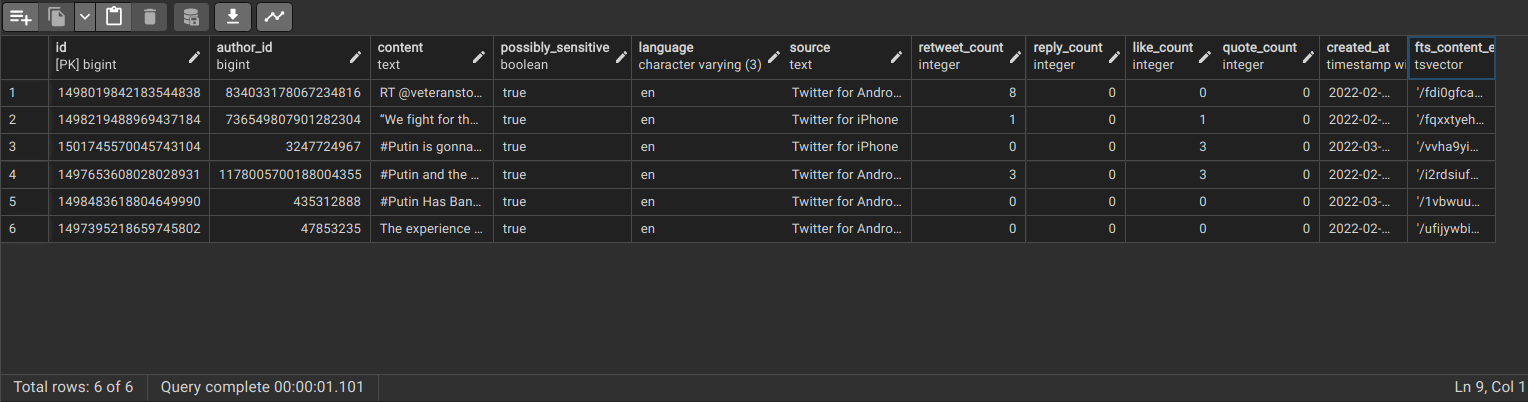 id author_id content possibly_sensitive language source retweet_count reply_count like_count quote_count created_at fts_content_e
[PK] bigint bigint text boolean character varying (3) text integer integer integer integer timestamp wi tsvector
1 1498019842183544838 834033178067234816 RT @veteransto... true en Twitter for Andro... 8 0 0 0 2022-02-... '/fdi0gfca...
2 1498219488969437184 736549807901282304 “We fight for th... true en Twitter for iPhone 1 0 1 0 2022-02-... '/fqxxtyeh...
3 1501745570045743104 3247724967 #Putin is gonna... true en Twitter for iPhone 0 0 3 0 2022-03-... '/vvha9yi...
4 1497653608028028931 1178005700188004355 #Putin and the ... true en Twitter for Andro... 3 0 3 0 2022-02-... '/i2rdsiuf...
5 1498483618804649990 435312888 #Putin Has Ban... true en Twitter for Andro... 0 0 0 0 2022-03-... '/1vbwuu...
6 1497395218659745802 47853235 The experience ... true en Twitter for Andro... 0 0 0 0 2022-02-... '/ufijywbi...
Total rows: 6 of 6 Query complete 00:00:01.101 Ln 9, Col 1